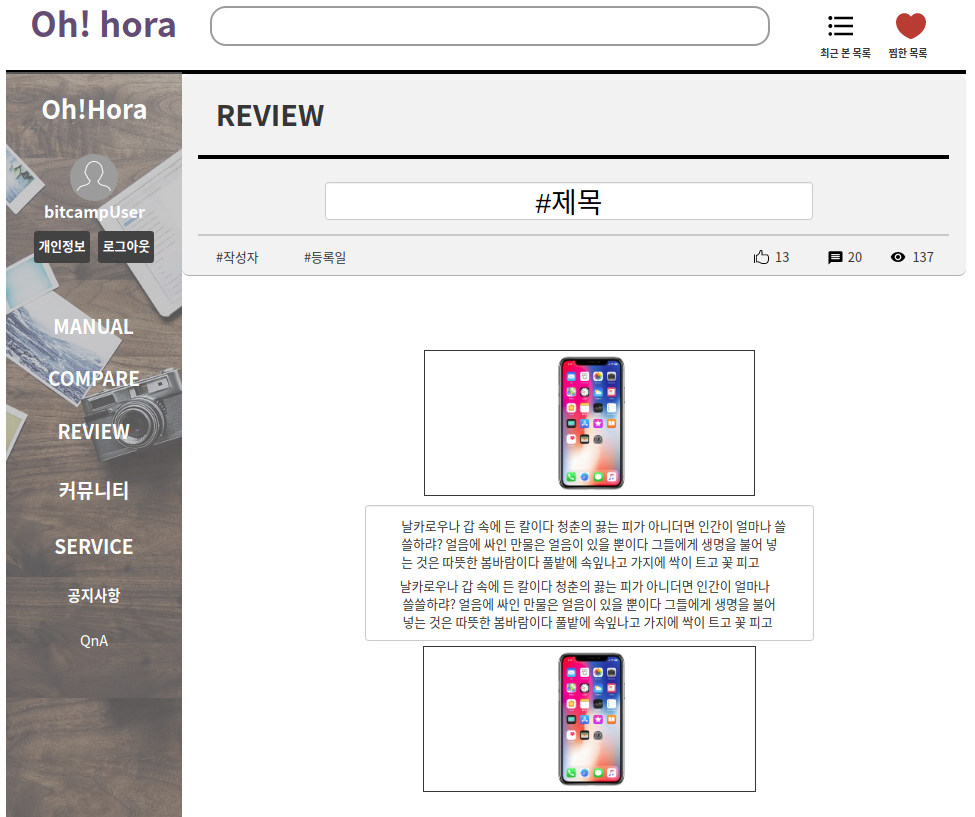 Oh! hora
최근 본 목록
찜한 목록
Oh!Hora
bitcampUser
개인정보
로그아웃
MANUAL
COMPARE
REVIEW
커뮤니티
SERVICE
공지사항
QnA
REVIEW
#제목
#작성자
#등록일
13
20
137
날카로우나 갑 속에 든 칼이다 청춘의 끓는 피가 아니더면 인간이 얼마나 쓸
쓸하랴? 얼음에 싸인 만물은 얼음이 있을 뿐이다 그들에게 생명을 불어 넣
는 것은 따뜻한 봄바람이다 풀밭에 속잎나고 가지에 싹이 트고 꽃 피고
날카로우나 갑 속에 든 칼이다 청춘의 끓는 피가 아니더면 인간이 얼마나
쓸쓸하랴? 얼음에 싸인 만물은 얼음이 있을 뿐이다 그들에게 생명을 불어
넣는 것은 따뜻한 봄바람이다 풀밭에 속잎나고 가지에 싹이 트고 꽃 피고